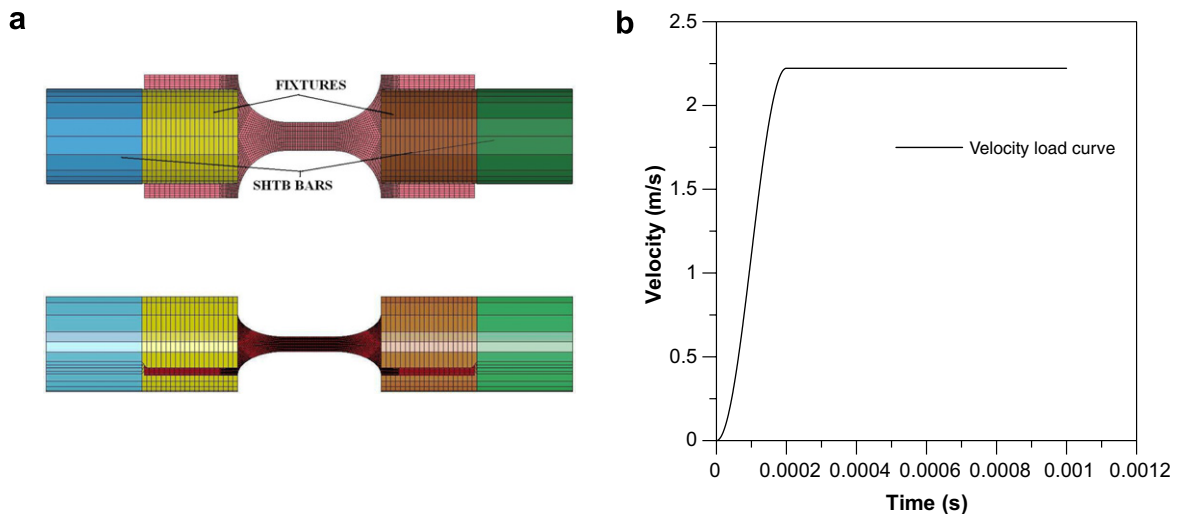 a
FIXTURES
SHTB BARS
b
2.5
2
1.5
1
0.5
0
Velocity (m/s)
Velocity load curve
0 0.0002 0.0004 0.0006 0.0008 0.001 0.0012
Time (s)